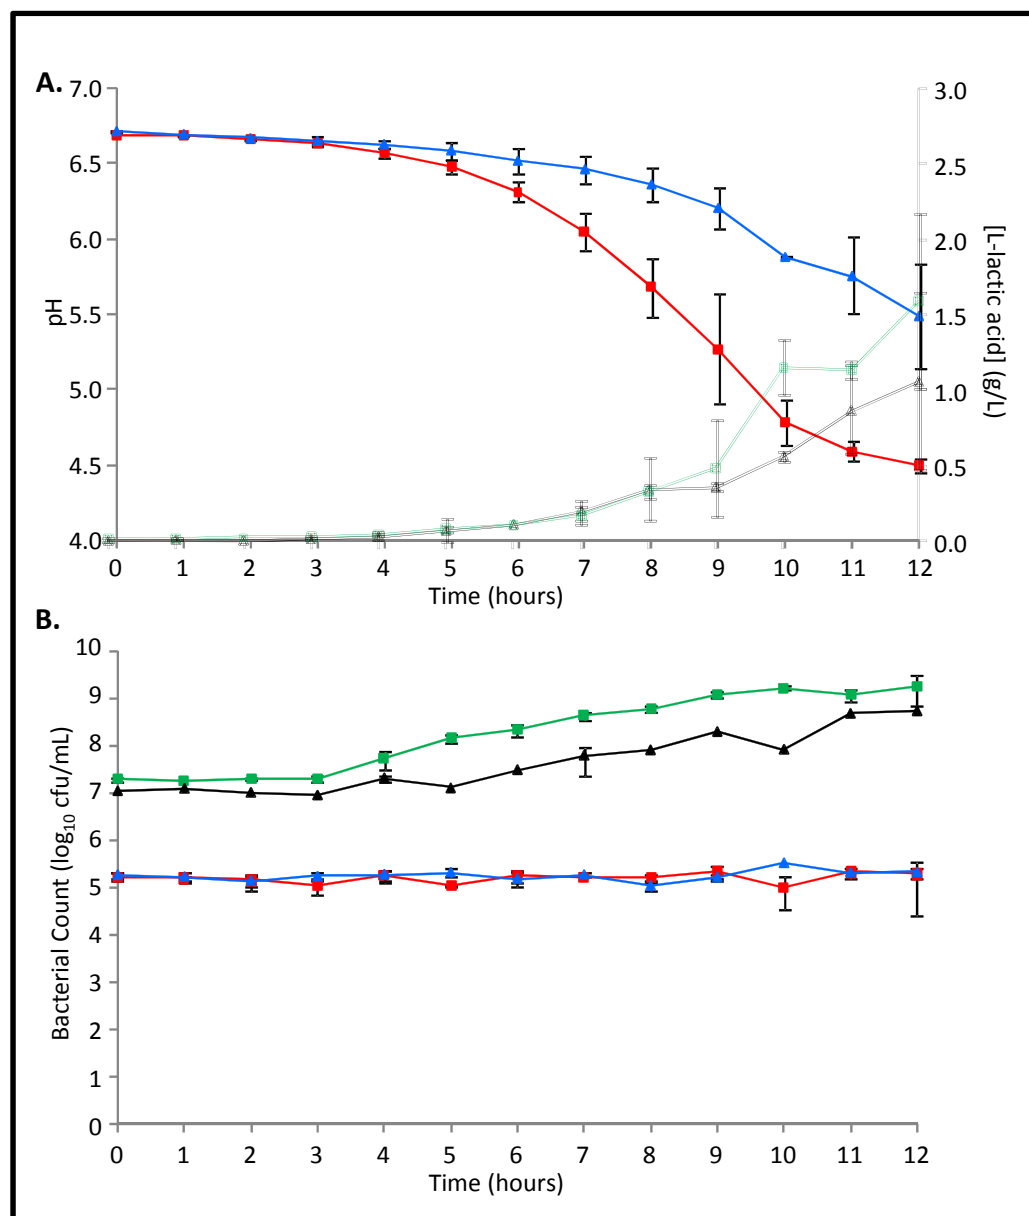 A.
7.0
6.5
6.0
5.5
5.0
4.5
4.0
pH
3.0
2.5
2.0
1.5
1.0
0.5
0.0
[L-lactic acid] (g/L)
0 1 2 3 4 5 6 7 8 9 10 11 12
Time (hours)
B.
10
9
8
7
6
5
4
3
2
1
0
Bacterial Count (log₁₀ cfu/mL)
0 1 2 3 4 5 6 7 8 9 10 11 12
Time (hours)